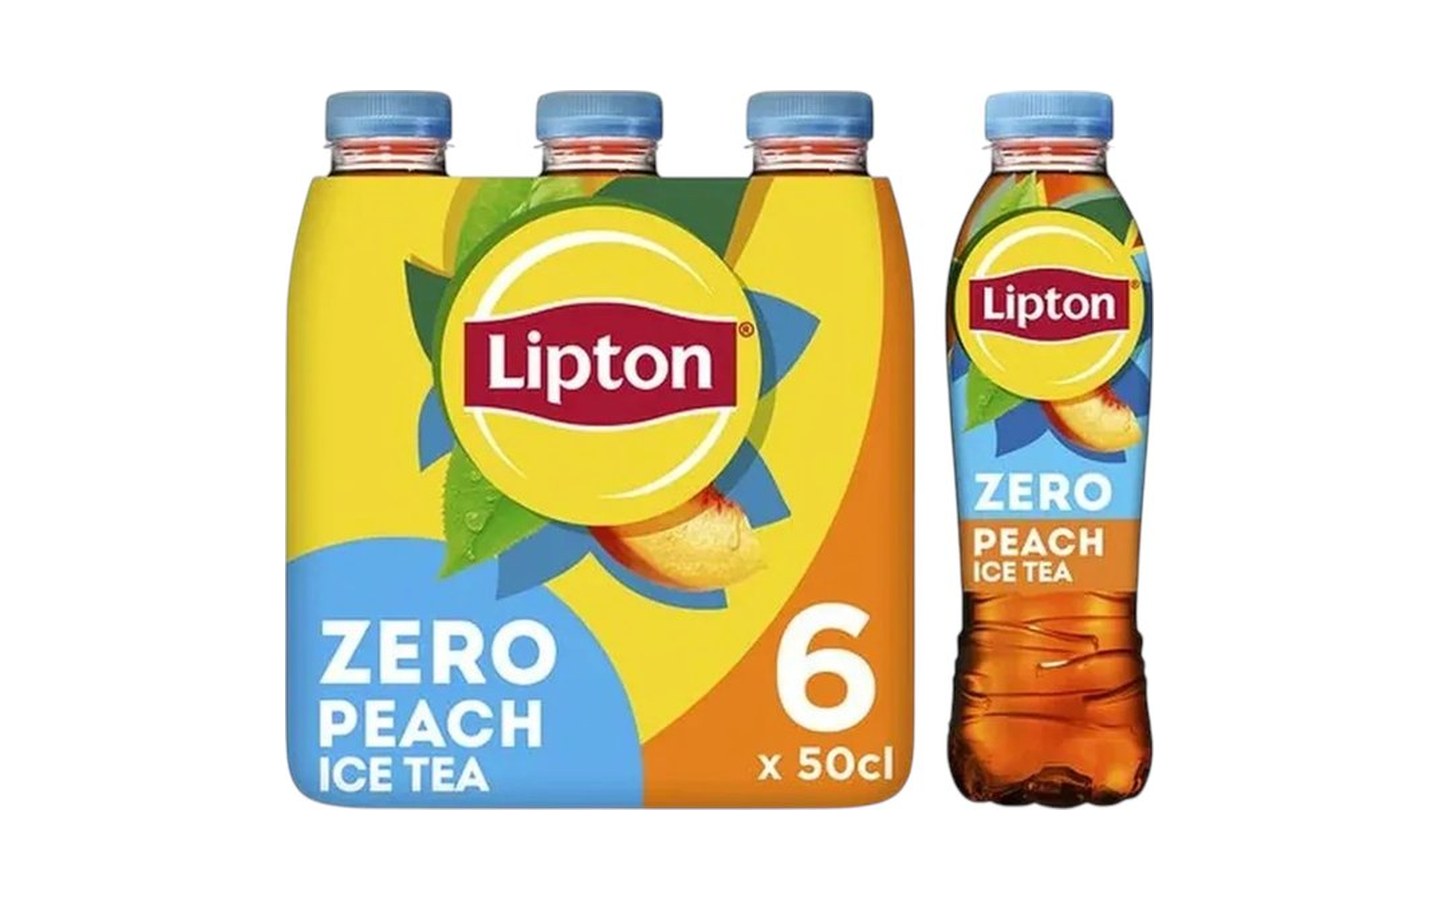 Lipton®
ZERO
PEACH
ICE TEA
6
x 50cl
Lipton®
ZERO
PEACH
ICE TEA